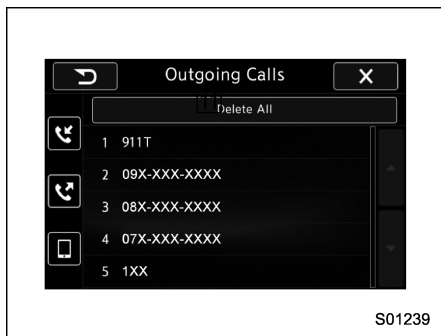 Outgoing Calls
Delete All
1 911T
2 09X-XXX-XXXX
3 08X-XXX-XXXX
4 07X-XXX-XXXX
5 1XX
S01239